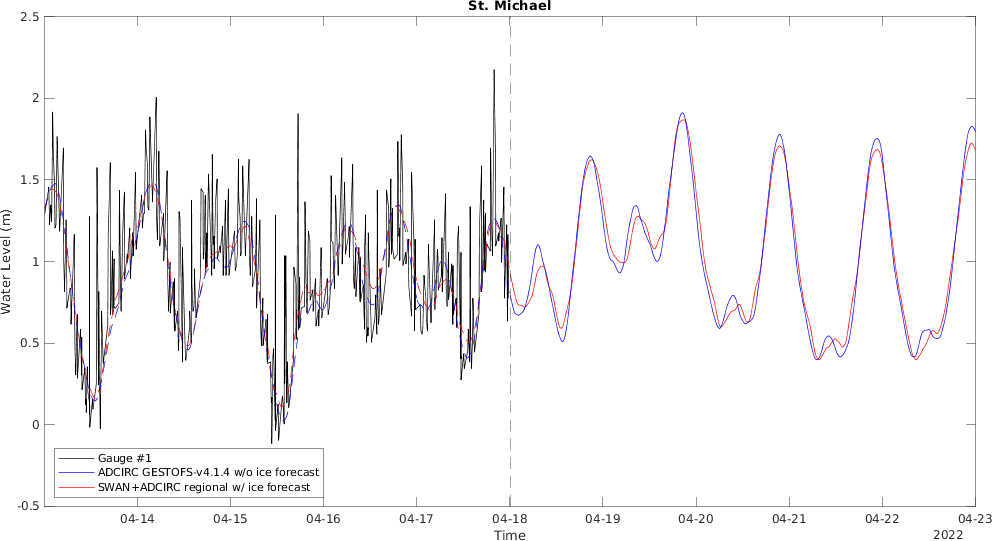 St. Michael
2.5
2
1.5
1
0.5
0
-0.5
Water Level (m)
Gauge #1
ADCIRC GESTOFS-v4.1.4 w/o ice forecast
SWAN+ADCIRC regional w/ ice forecast
04-14 04-15 04-16 04-17 04-18 04-19 04-20 04-21 04-22 04-23
Time
2022